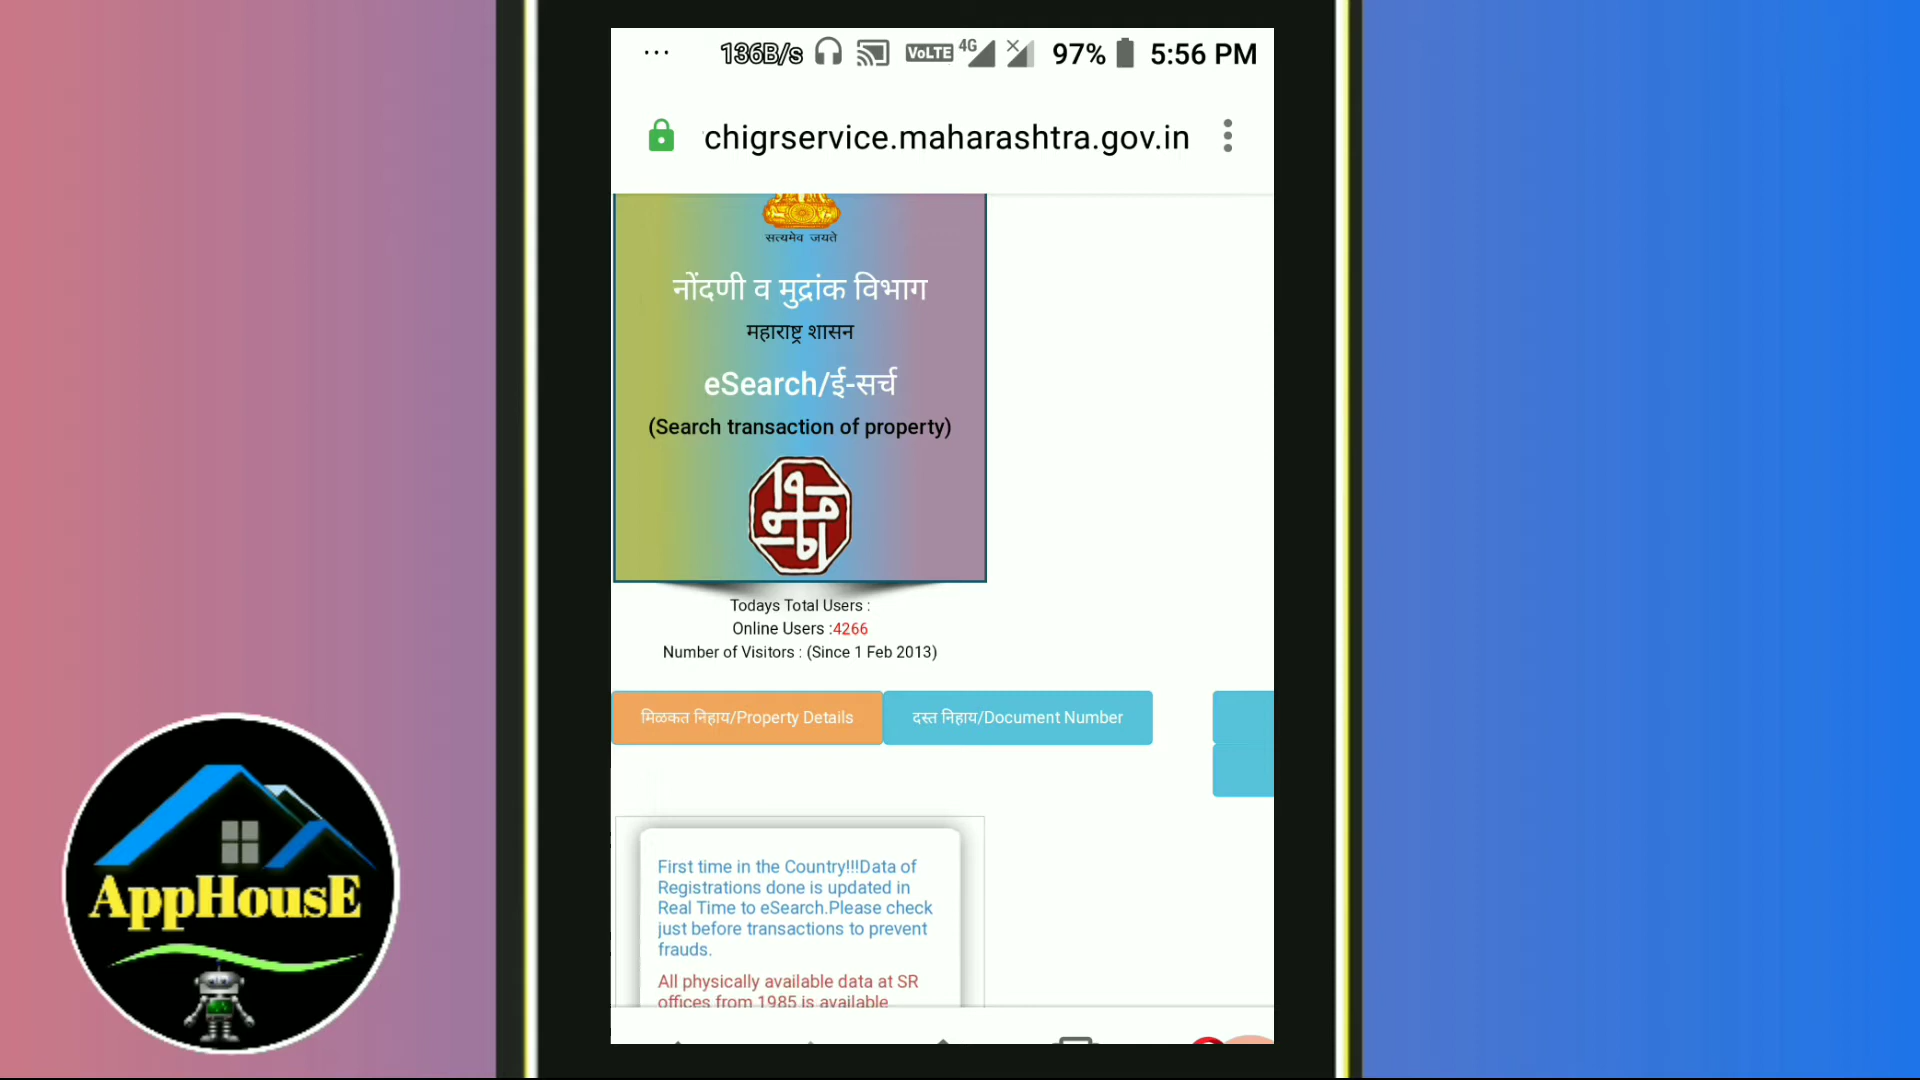 136B/s VoLTE 4G 97% 5:56 PM
chigrservice.maharashtra.gov.in
सत्यमेव जयते
नोंदणी व मुद्रांक विभाग
महाराष्ट्र शासन
eSearch/ई-सर्च
(Search transaction of property)
Todays Total Users :
Online Users :4266
Number of Visitors : (Since 1 Feb 2013)
मिळकत निहाय/Property Details
दस्त निहाय/Document Number
First time in the Country!!!Data of
Registrations done is updated in
Real Time to eSearch.Please check
just before transactions to prevent
frauds.
All physically available data at SR
offices from 1985 is available
AppHousE